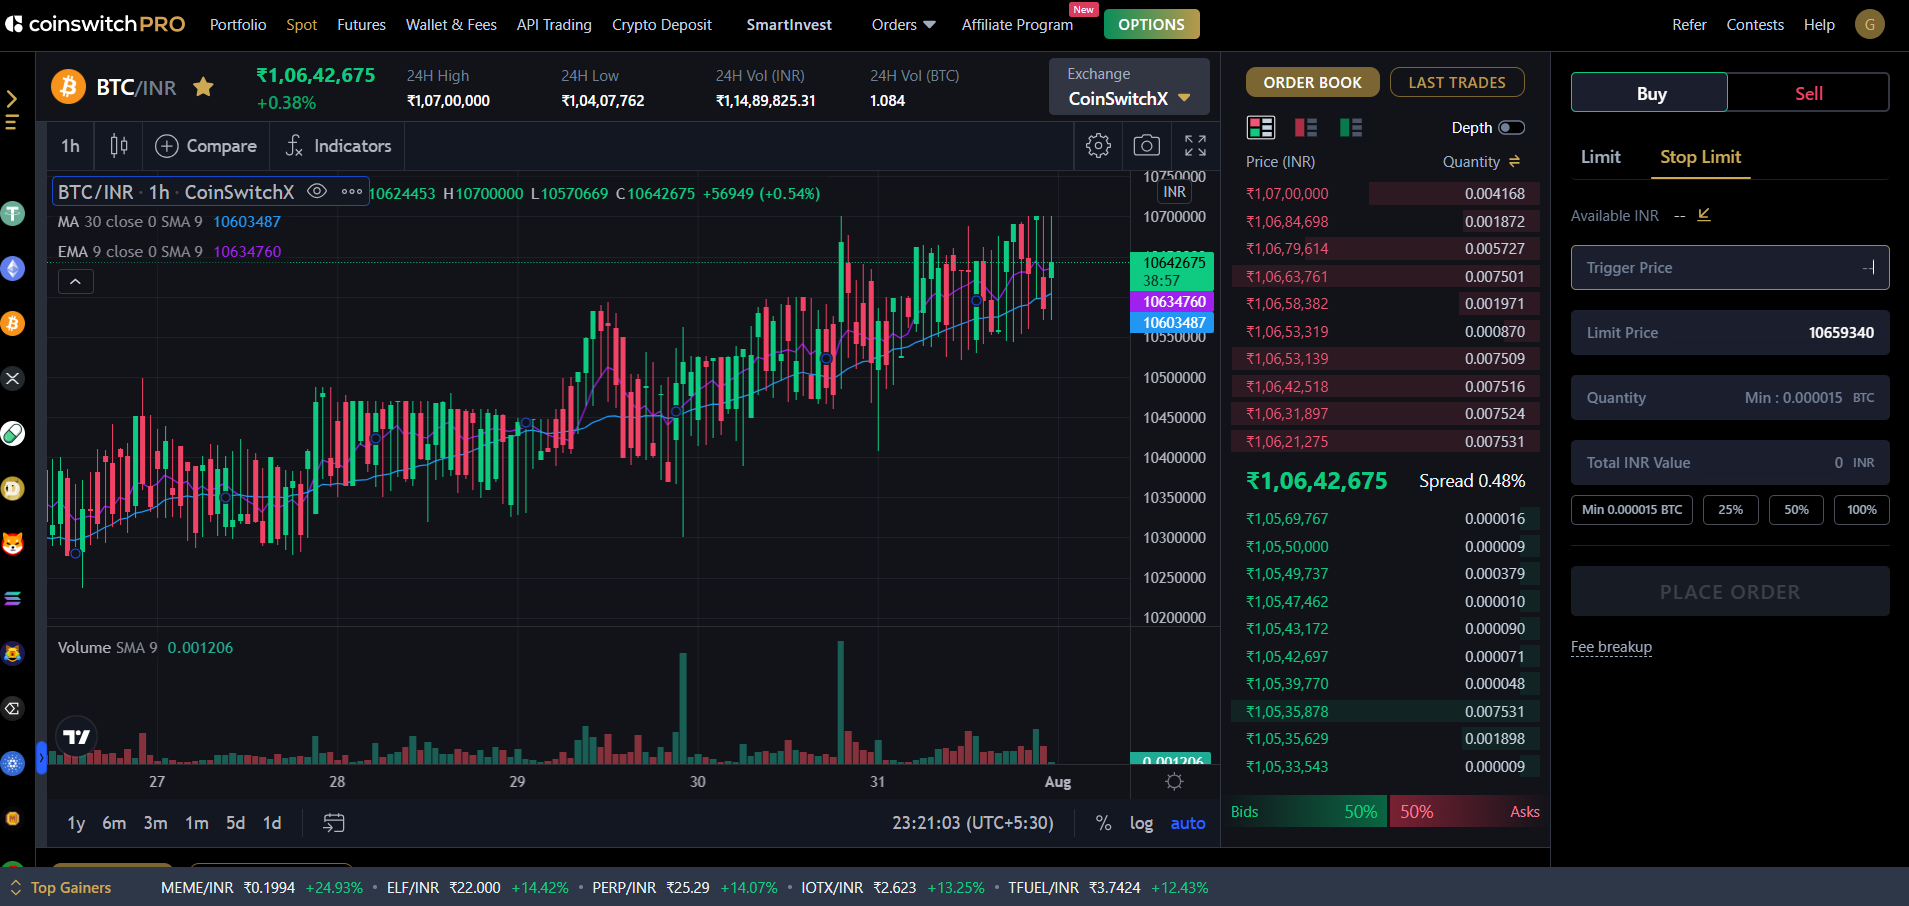 coinswitch PRO Portfolio Spot Futures Wallet & Fees API Trading Crypto Deposit SmartInvest Orders Affiliate Program New OPTIONS Refer Contests Help G
BTC/INR ₹1,06,42,675 +0.38%
24H High ₹1,07,00,000
24H Low ₹1,04,07,762
24H Vol (INR) ₹1,14,89,825.31
24H Vol (BTC) 1.084
Exchange
CoinSwitchX
1h Compare Indicators
BTC/INR · 1h · CoinSwitchX 10624453 H10700000 L10570669 C10642675 +56949 (+0.54%)
MA 30 close 0 SMA 9 10603487
EMA 9 close 0 SMA 9 10634760
10750000
INR
10700000
10642675
38:57
10634760
10603487
10550000
10500000
10450000
10400000
10350000
10300000
10250000
10200000
Volume SMA 9 0.001206
0.001206
27 28 29 30 31 Aug
1y 6m 3m 1m 5d 1d 23:21:03 (UTC+5:30) % log auto
ORDER BOOK LAST TRADES
Depth
Price (INR) Quantity
₹1,07,00,000 0.004168
₹1,06,84,698 0.001872
₹1,06,79,614 0.005727
₹1,06,63,761 0.007501
₹1,06,58,382 0.001971
₹1,06,53,319 0.000870
₹1,06,53,139 0.007509
₹1,06,42,518 0.007516
₹1,06,31,897 0.007524
₹1,06,21,275 0.007531
₹1,06,42,675 Spread 0.48%
₹1,05,69,767 0.000016
₹1,05,50,000 0.000009
₹1,05,49,737 0.000379
₹1,05,47,462 0.000010
₹1,05,43,172 0.000090
₹1,05,42,697 0.000071
₹1,05,39,770 0.000048
₹1,05,35,878 0.007531
₹1,05,35,629 0.001898
₹1,05,33,543 0.000009
Bids 50% 50% Asks
Buy Sell
Limit Stop Limit
Available INR --
Trigger Price --
Limit Price 10659340
Quantity Min : 0.000015 BTC
Total INR Value 0 INR
Min 0.000015 BTC 25% 50% 100%
PLACE ORDER
Fee breakup
Top Gainers MEME/INR ₹0.1994 +24.93% • ELF/INR ₹22.000 +14.42% • PERP/INR ₹25.29 +14.07% • IOTX/INR ₹2.623 +13.25% • TFUEL/INR ₹3.7424 +12.43%